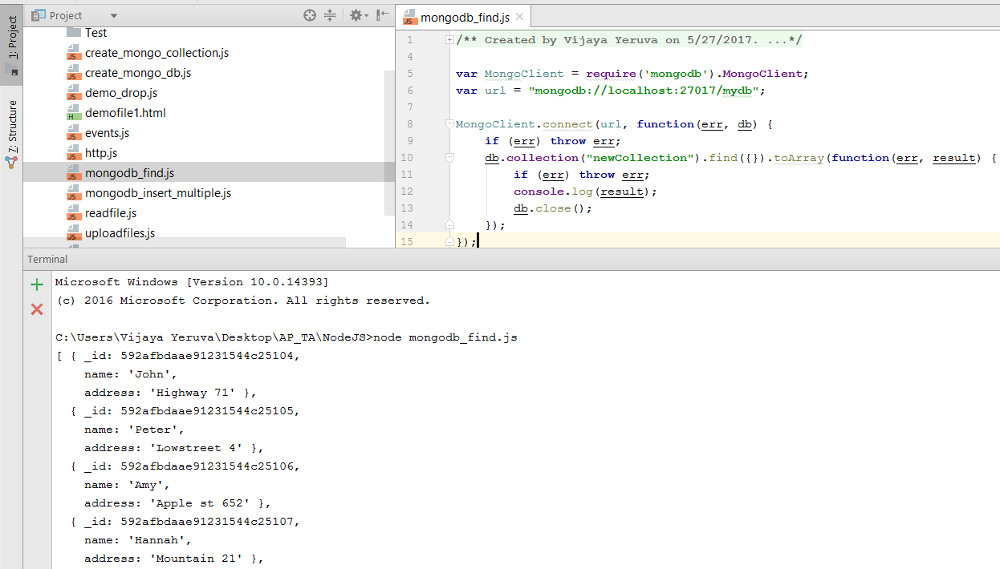 1: Project
Z: Structure
Project
Test
create_mongo_collection.js
create_mongo_db.js
demo_drop.js
demofile1.html
events.js
http.js
mongodb_find.js
mongodb_insert_multiple.js
readfile.js
uploadfiles.js
mongodb_find.js
1 /** Created by Vijaya Yeruva on 5/27/2017. ...*/
4
5 var MongoClient = require('mongodb').MongoClient;
6 var url = "mongodb://localhost:27017/mydb";
7
8 MongoClient.connect(url, function(err, db) {
9 if (err) throw err;
10 db.collection("newCollection").find({}).toArray(function(err, result) {
11 if (err) throw err;
12 console.log(result);
13 db.close();
14 });
15 });
Terminal
Microsoft Windows [Version 10.0.14393]
(c) 2016 Microsoft Corporation. All rights reserved.
C:\Users\Vijaya Yeruva\Desktop\AP_TA\NodeJS>node mongodb_find.js
[ { _id: 592afbdaae91231544c25104,
name: 'John',
address: 'Highway 71' },
{ _id: 592afbdaae91231544c25105,
name: 'Peter',
address: 'Lowstreet 4' },
{ _id: 592afbdaae91231544c25106,
name: 'Amy',
address: 'Apple st 652' },
{ _id: 592afbdaae91231544c25107,
name: 'Hannah',
address: 'Mountain 21' },